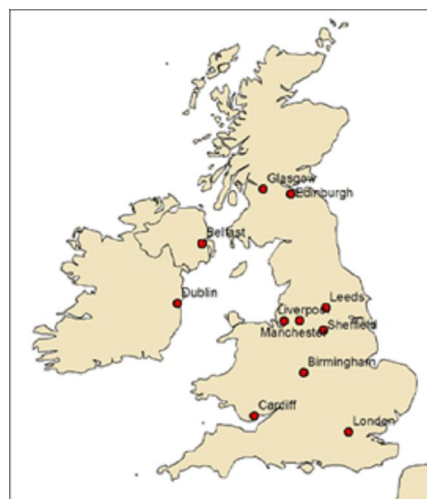 Glasgow
Edinburgh
Belfast
Dublin
Leeds
Liverpool
Manchester
Sheffield
Birmingham
Cardiff
London